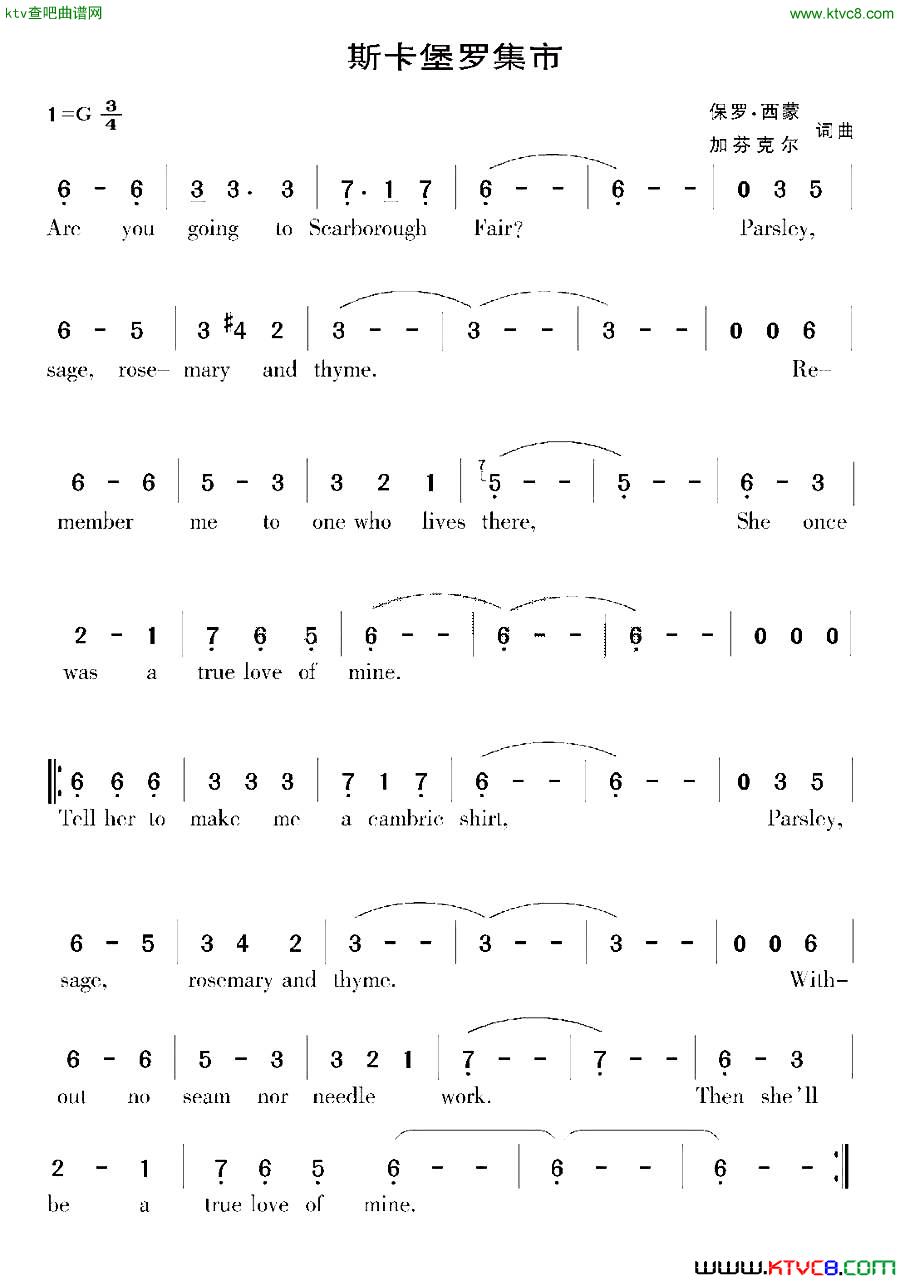 ktv查吧曲谱网 http://www.ktvc8.com
斯卡堡罗集市
1=G 3/4
保罗·西蒙
加芬克尔 词曲
6 - 6 | 3 3. 3 | 7. 1 7 | 6 - - | 6 - - | 0 3 5 |
Are you going to Scarborough Fair? Parsley,
6 - 5 | 3 #4 2 | 3 - - | 3 - - | 3 - - | 0 0 6 |
sage, rose- mary and thyme. Re-
6 - 6 | 5 - 3 | 3 2 1 | 7 5 - - | 5 - - | 6 - 3 |
member me to one who lives there, She once
2 - 1 | 7 6 5 | 6 - - | 6 - - | 6 - - | 0 0 0 |
was a true love of mine.
6 6 6 | 3 3 3 | 7 1 7 | 6 - - | 6 - - | 0 3 5 |
Tell her to make me a cambric shirt, Parsley,
6 - 5 | 3 4 2 | 3 - - | 3 - - | 3 - - | 0 0 6 |
sage, rosemary and thyme. With-
6 - 6 | 5 - 3 | 3 2 1 | 7 - - | 7 - - | 6 - 3 |
out no seam nor needle work. Then she'll
2 - 1 | 7 6 5 6 - - | 6 - - | 6 - - :|
be a true love of mine.
www.KTVC8.COM